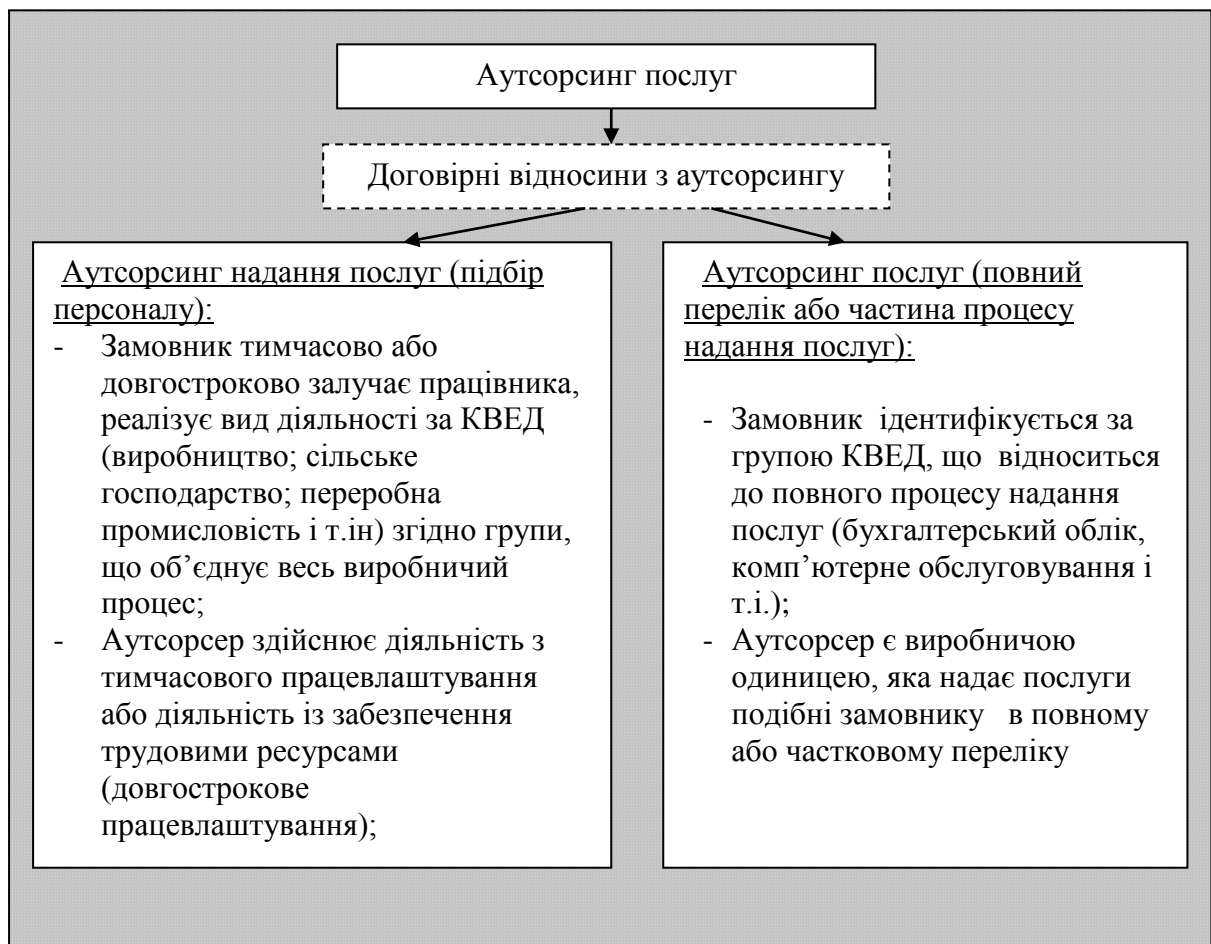 Аутсорсинг послуг
Договірні відносини з аутсорсингу
Аутсорсинг надання послуг (підбір
персоналу):
- Замовник тимчасово або
довгостроково залучає працівника,
реалізує вид діяльності за КВЕД
(виробництво; сільське
господарство; переробна
промисловість і т.ін) згідно групи,
що об’єднує весь виробничий
процес;
- Аутсорсер здійснює діяльність з
тимчасового працевлаштування
або діяльність із забезпечення
трудовими ресурсами
(довгострокове
працевлаштування);
Аутсорсинг послуг (повний
перелік або частина процесу
надання послуг):
- Замовник ідентифікується за
групою КВЕД, що відноситься
до повного процесу надання
послуг (бухгалтерський облік,
комп’ютерне обслуговування і
т.і.);
- Аутсорсер є виробничою
одиницею, яка надає послуги
подібні замовнику в повному
або частковому переліку